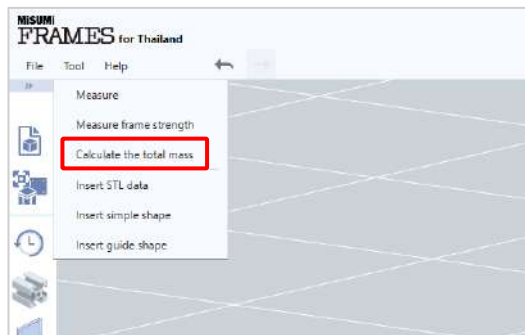 MiSUMi
FRAMES for Thailand
File Tool Help
Measure
Measure frame strength
Calculate the total mass
Insert STL data
Insert simple shape
Insert guide shape